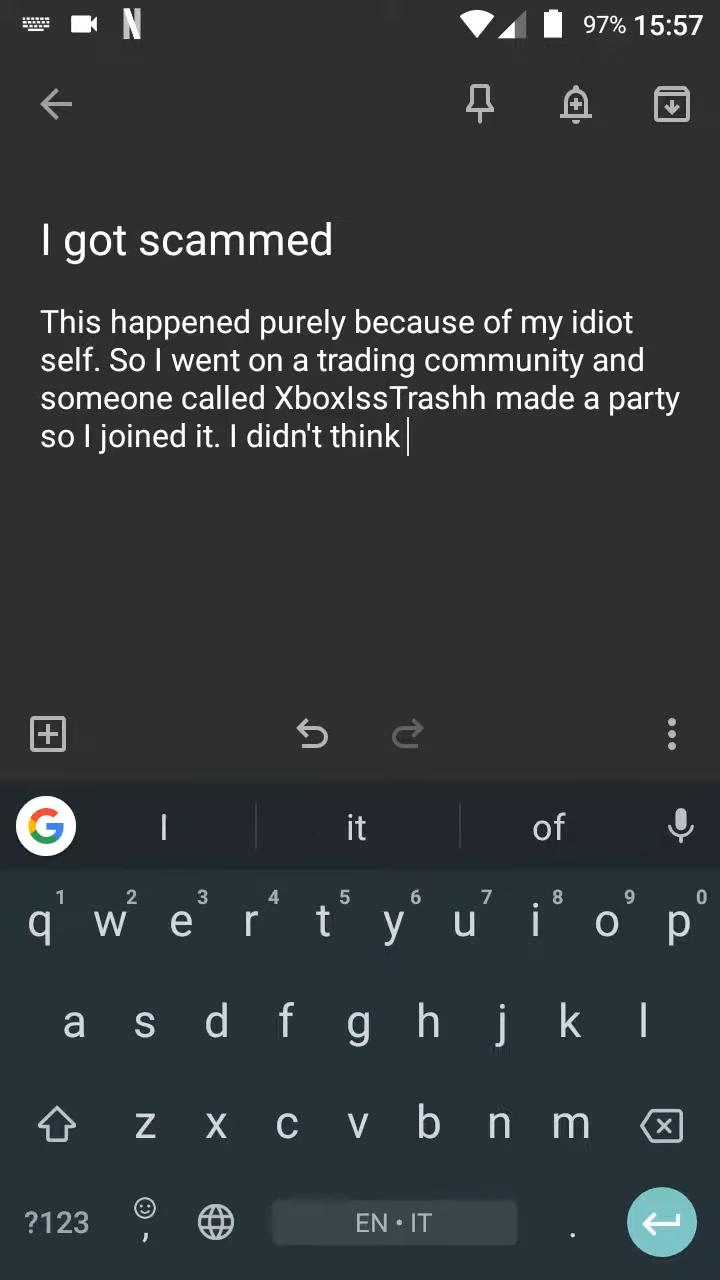 97% 15:57
I got scammed
This happened purely because of my idiot
self. So I went on a trading community and
someone called XboxIssTrashh made a party
so I joined it. I didn't think
I it of
1 2 3 4 5 6 7 8 9 0
q w e r t y u i o p
a s d f g h j k l
z x c v b n m
?123 , EN • IT .